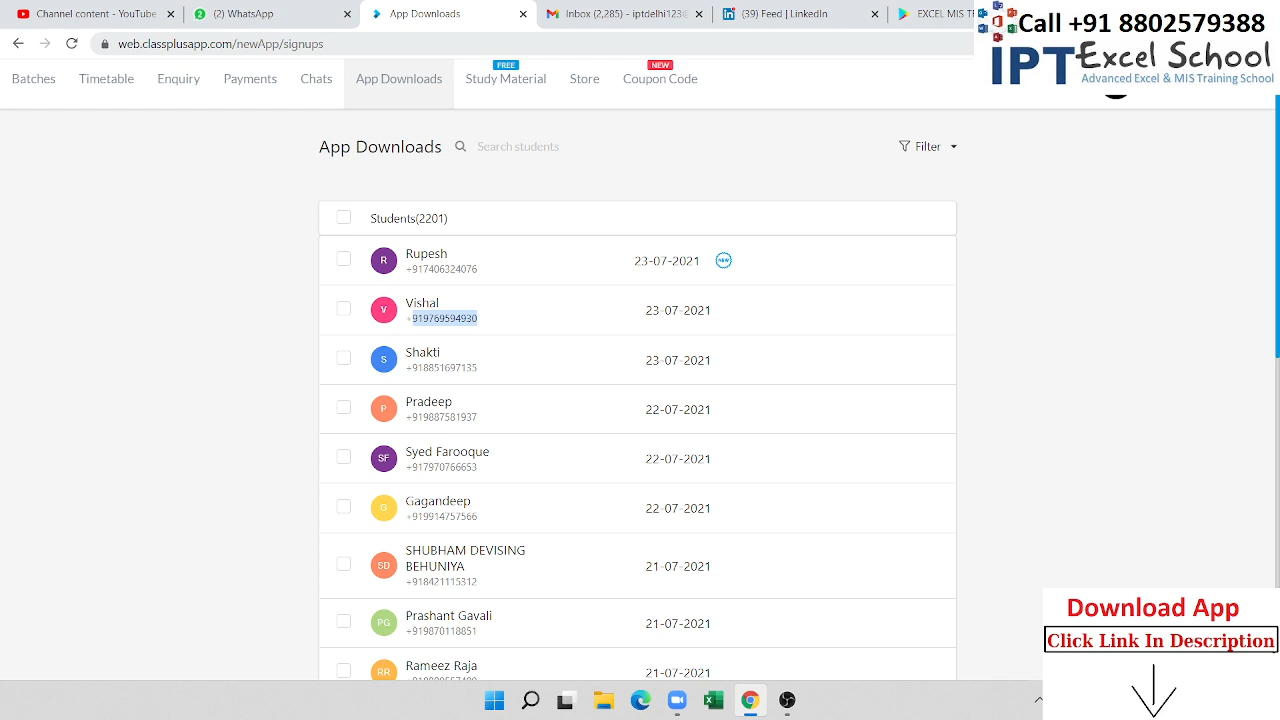 Channel content - YouTube
(2) WhatsApp
App Downloads
Inbox (2,285) - iptdelhi123@
(39) Feed | LinkedIn
EXCEL MIS T
Call +91 8802579388
web.classplusapp.com/newApp/signups
IPT Excel School
Advanced Excel & MIS Training School
FREE
NEW
Batches
Timetable
Enquiry
Payments
Chats
App Downloads
Study Material
Store
Coupon Code
App Downloads
Search students
Filter
Students(2201)
R
Rupesh
+917406324076
23-07-2021
NEW
V
Vishal
+919769594930
23-07-2021
S
Shakti
+918851697135
23-07-2021
P
Pradeep
+919887581937
22-07-2021
SF
Syed Farooque
+917970766653
22-07-2021
G
Gagandeep
+919914757566
22-07-2021
SD
SHUBHAM DEVISING
BEHUNIYA
+918421115312
21-07-2021
PG
Prashant Gavali
+919870118851
21-07-2021
RR
Rameez Raja
21-07-2021
Download App
Click Link In Description